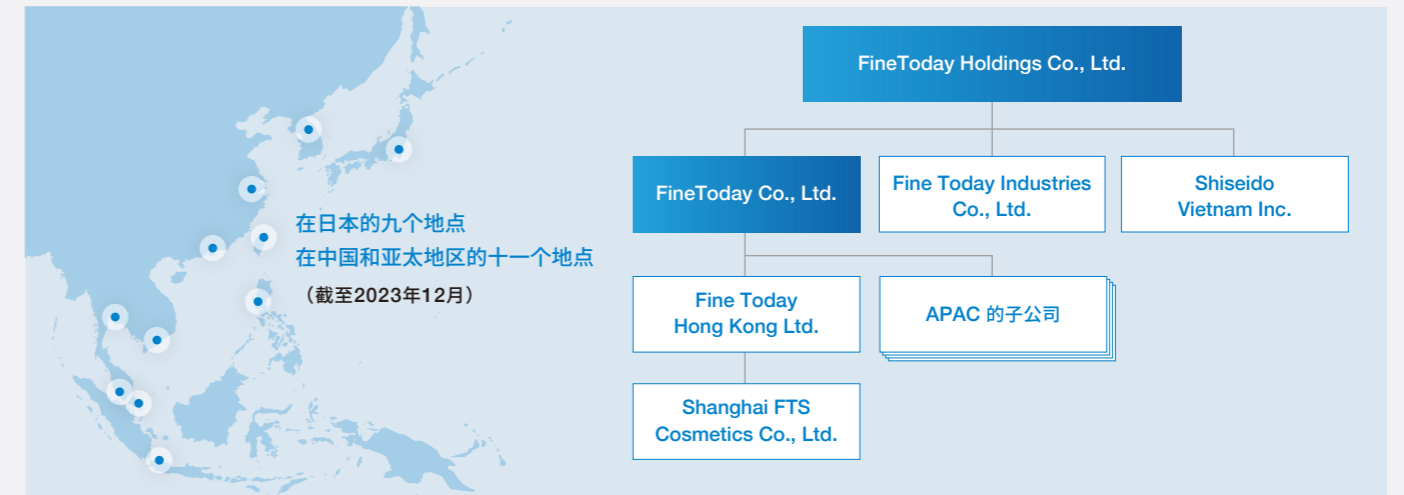 在日本的九个地点
在中国和亚太地区的十一个地点
（截至2023年12月）
FineToday Holdings Co., Ltd.
FineToday Co., Ltd.
Fine Today Industries
Co., Ltd.
Shiseido
Vietnam Inc.
Fine Today
Hong Kong Ltd.
APAC 的子公司
Shanghai FTS
Cosmetics Co., Ltd.